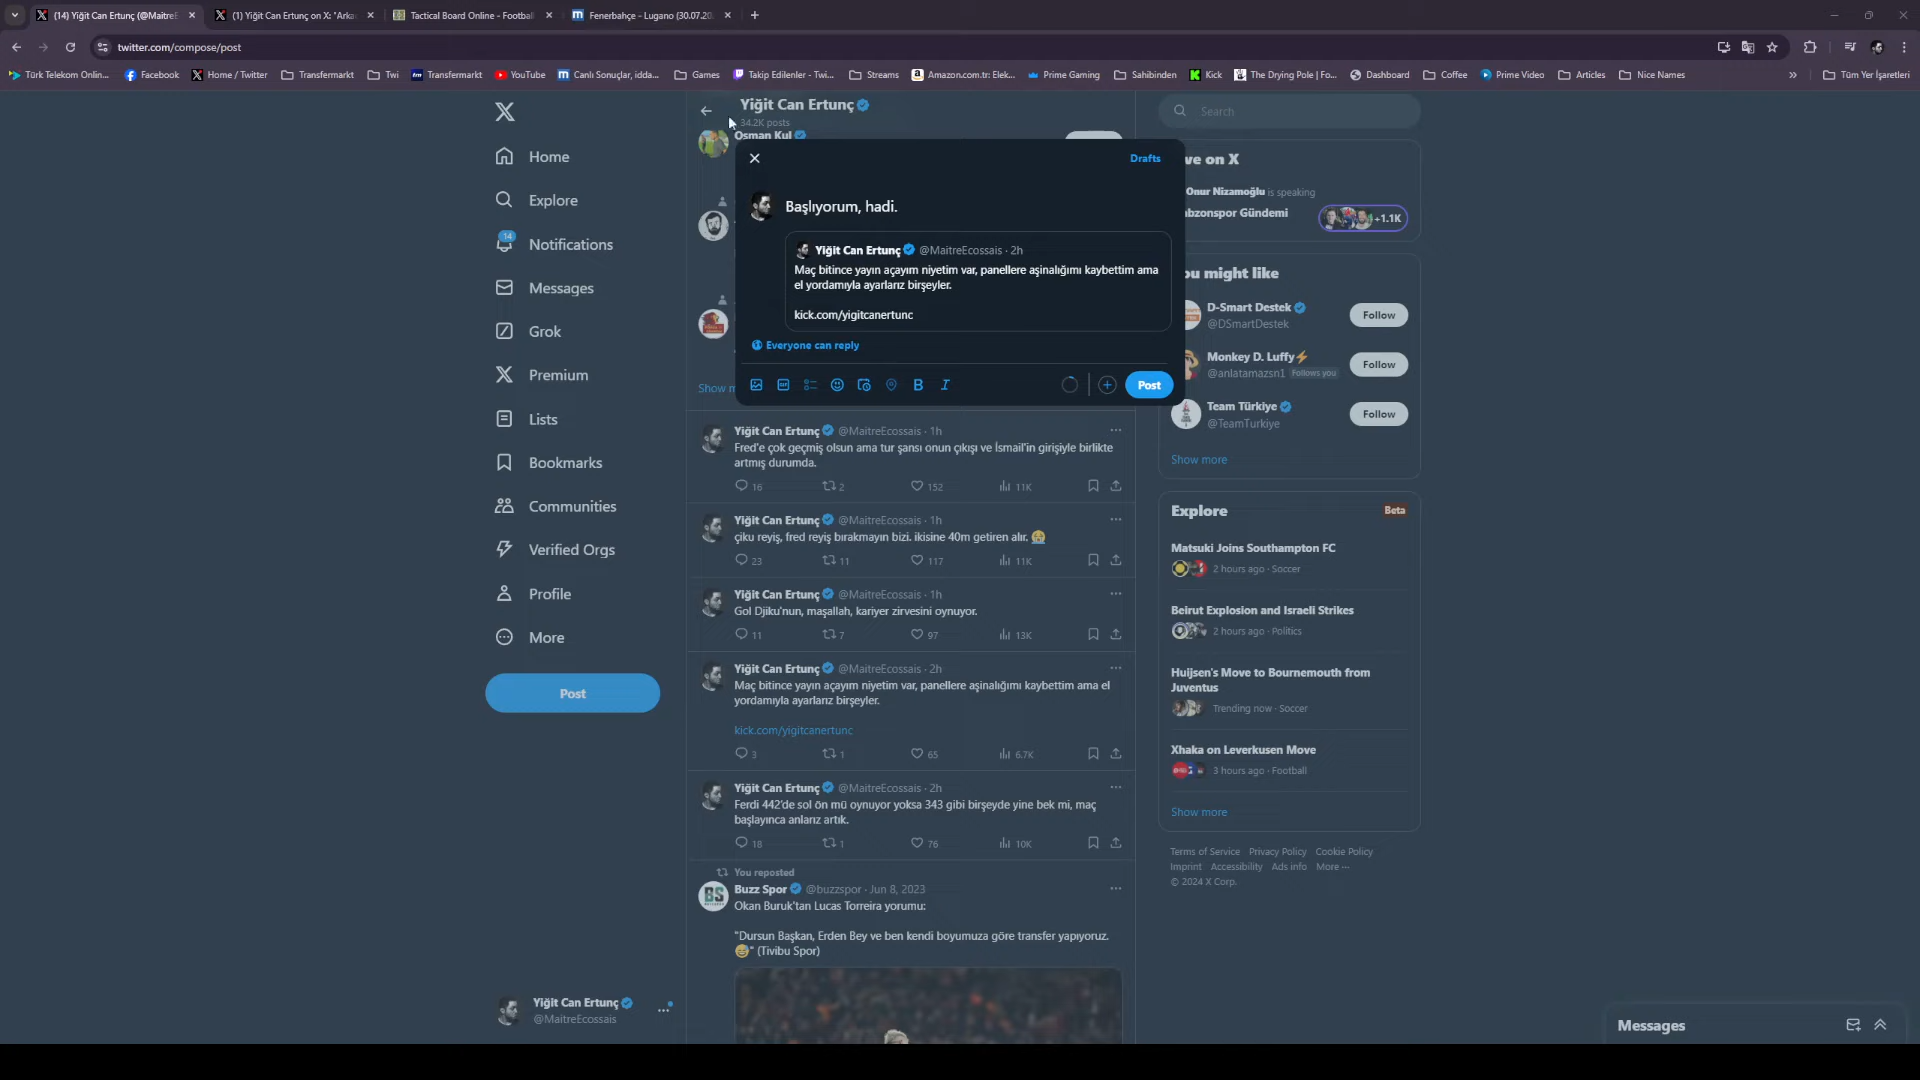 (14) Yiğit Can Ertunç (@MaitreE
(1) Yiğit Can Ertunç on X: "Arka
Tactical Board Online - Football
Fenerbahçe - Lugano (30.07.20
twitter.com/compose/post
Türk Telekom Onlin...
Facebook
Home / Twitter
Transfermarkt
Twi
Transfermarkt
YouTube
Canlı Sonuçlar, idda...
Games
Takip Edilenler - Twi...
Streams
Amazon.com.tr: Elek...
Prime Gaming
Sahibinden
Kick
The Drying Pole | Fo...
Dashboard
Coffee
Prime Video
Articles
Nice Names
»
Tüm Yer İşaretleri
Home
Explore
14
Notifications
Messages
Grok
Premium
Lists
Bookmarks
Communities
Verified Orgs
Profile
More
Post
Yiğit Can Ertunç
@MaitreEcossais
Yiğit Can Ertunç
34.2K posts
Osman Kul
Drafts
Başlıyorum, hadi.
Yiğit Can Ertunç @MaitreEcossais · 2h
Maç bitince yayın açayım niyetim var, panellere aşinalığımı kaybettim ama
el yordamıyla ayarlarız birşeyler.
kick.com/yigitcanertunc
Everyone can reply
GIF
B
I
Post
Show m
Yiğit Can Ertunç @MaitreEcossais · 1h
Fred'e çok geçmiş olsun ama tur şansı onun çıkışı ve İsmail'in girişiyle birlikte
artmış durumda.
16 2 152 11K
Yiğit Can Ertunç @MaitreEcossais · 1h
çiku reyiş, fred reyiş bırakmayın bizi. ikisine 40m getiren alır. 😭
23 11 117 11K
Yiğit Can Ertunç @MaitreEcossais · 1h
Gol Djiku'nun, maşallah, kariyer zirvesini oynuyor.
11 7 97 13K
Yiğit Can Ertunç @MaitreEcossais · 2h
Maç bitince yayın açayım niyetim var, panellere aşinalığımı kaybettim ama el
yordamıyla ayarlarız birşeyler.
kick.com/yigitcanertunc
3 1 65 6.7K
Yiğit Can Ertunç @MaitreEcossais · 2h
Ferdi 442'de sol ön mü oynuyor yoksa 343 gibi birşeyde yine bek mi, maç
başlayınca anlarız artık.
18 1 76 10K
You reposted
BS
Buzz Spor @buzzspor · Jun 8, 2023
Okan Buruk'tan Lucas Torreira yorumu:
"Dursun Başkan, Erden Bey ve ben kendi boyumuza göre transfer yapıyoruz.
😅" (Tivibu Spor)
Search
ve on X
Onur Nizamoğlu is speaking
abzonspor Gündemi
+1.1K
ou might like
D-Smart Destek
@DSmartDestek
Follow
Monkey D. Luffy⚡
@anlatamazsn1 Follows you
Follow
Team Türkiye
@TeamTurkiye
Follow
Show more
Explore
Beta
Matsuki Joins Southampton FC
2 hours ago · Soccer
Beirut Explosion and Israeli Strikes
2 hours ago · Politics
Huijsen's Move to Bournemouth from
Juventus
Trending now · Soccer
Xhaka on Leverkusen Move
3 hours ago · Football
Show more
Terms of Service Privacy Policy Cookie Policy
Imprint Accessibility Ads info More ···
© 2024 X Corp.
Messages